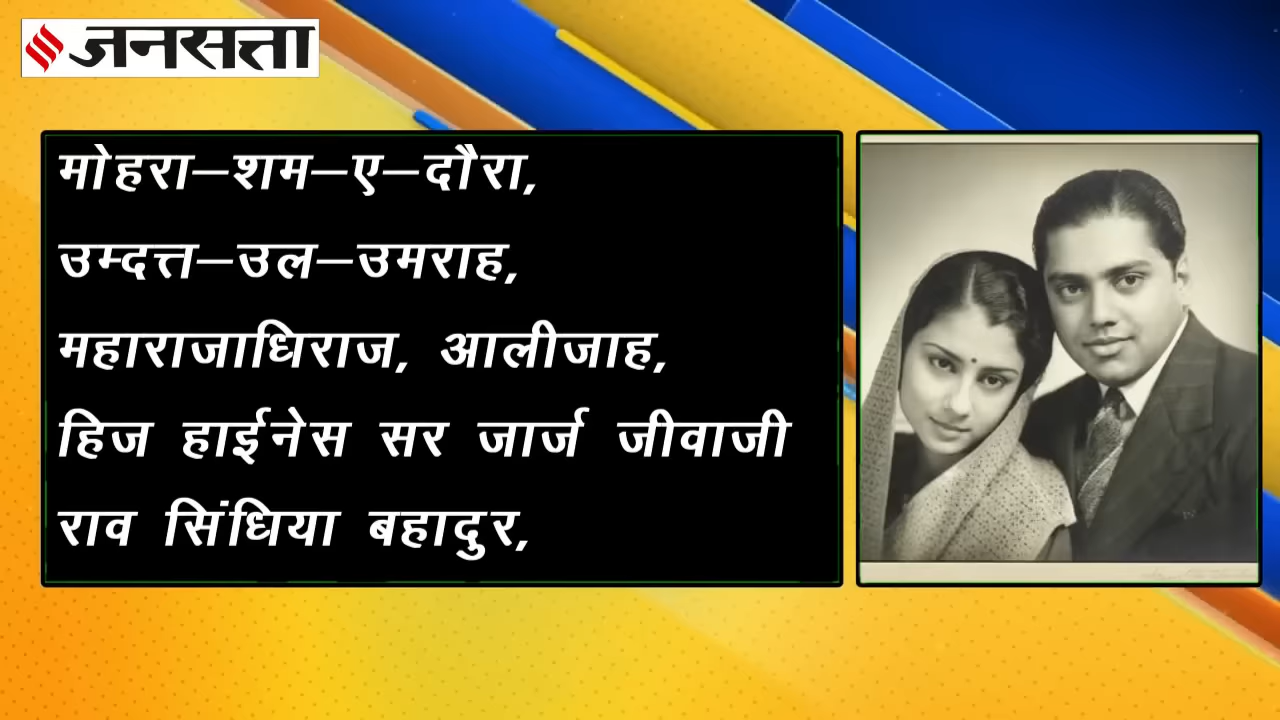 जनसत्ता
मोहरा–शम–ए–दौरा,
उम्दत्त–उल–उमराह,
महाराजाधिराज, आलीजाह,
हिज हाईनेस सर जार्ज जीवाजी
राव सिंधिया बहादुर,